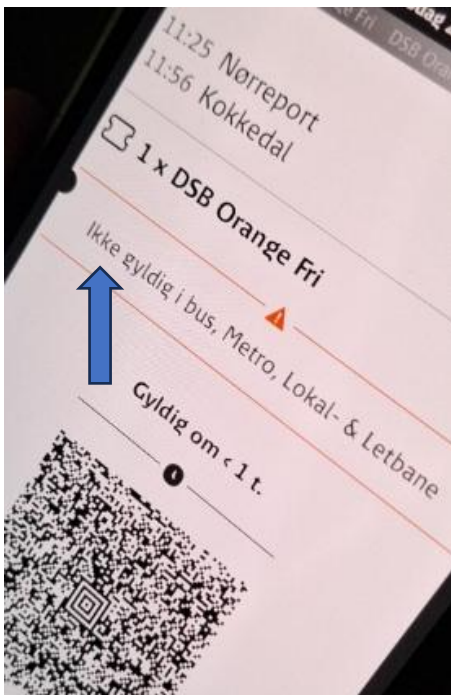 11:25 Nørreport
11:56 Kokkedal
1 x DSB Orange Fri
Ikke gyldig i bus, Metro, Lokal- & Letbane
Gyldig om < 1 t.